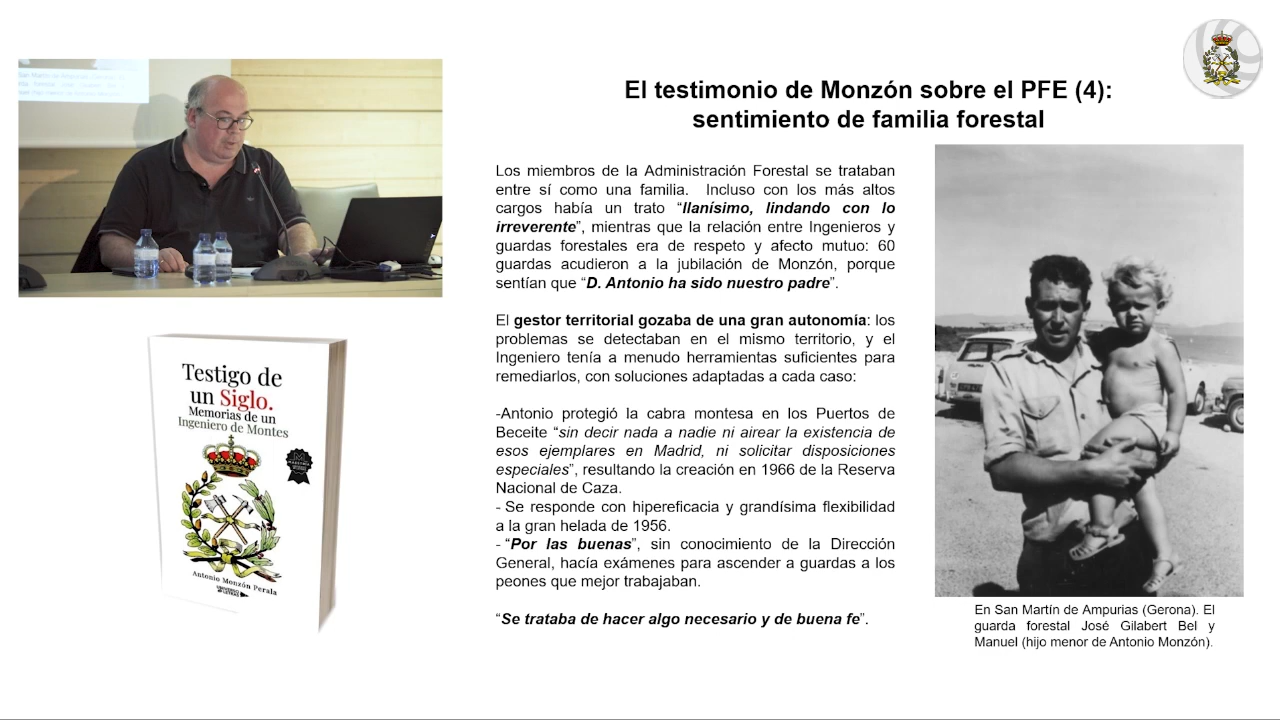 El testimonio de Monzón sobre el PFE (4):
sentimiento de familia forestal
Los miembros de la Administración Forestal se trataban
entre sí como una familia. Incluso con los más altos
cargos había un trato “llanísimo, lindando con lo
irreverente”, mientras que la relación entre Ingenieros y
guardas forestales era de respeto y afecto mutuo: 60
guardas acudieron a la jubilación de Monzón, porque
sentían que “D. Antonio ha sido nuestro padre”.
El gestor territorial gozaba de una gran autonomía: los
problemas se detectaban en el mismo territorio, y el
Ingeniero tenía a menudo herramientas suficientes para
remediarlos, con soluciones adaptadas a cada caso:
-Antonio protegió la cabra montesa en los Puertos de
Beceite “sin decir nada a nadie ni airear la existencia de
esos ejemplares en Madrid, ni solicitar disposiciones
especiales”, resultando la creación en 1966 de la Reserva
Nacional de Caza.
- Se responde con hipereficacia y grandísima flexibilidad
a la gran helada de 1956.
- “Por las buenas”, sin conocimiento de la Dirección
General, hacía exámenes para ascender a guardas a los
peones que mejor trabajaban.
“Se trataba de hacer algo necesario y de buena fe”.
En San Martín de Ampurias (Gerona). El
guarda forestal José Gilabert Bel y
Manuel (hijo menor de Antonio Monzón).
Testigo de
un Siglo.
Memorias de un
Ingeniero de Montes
Antonio Monzón Perala
UNIVERSO
DE LETRAS